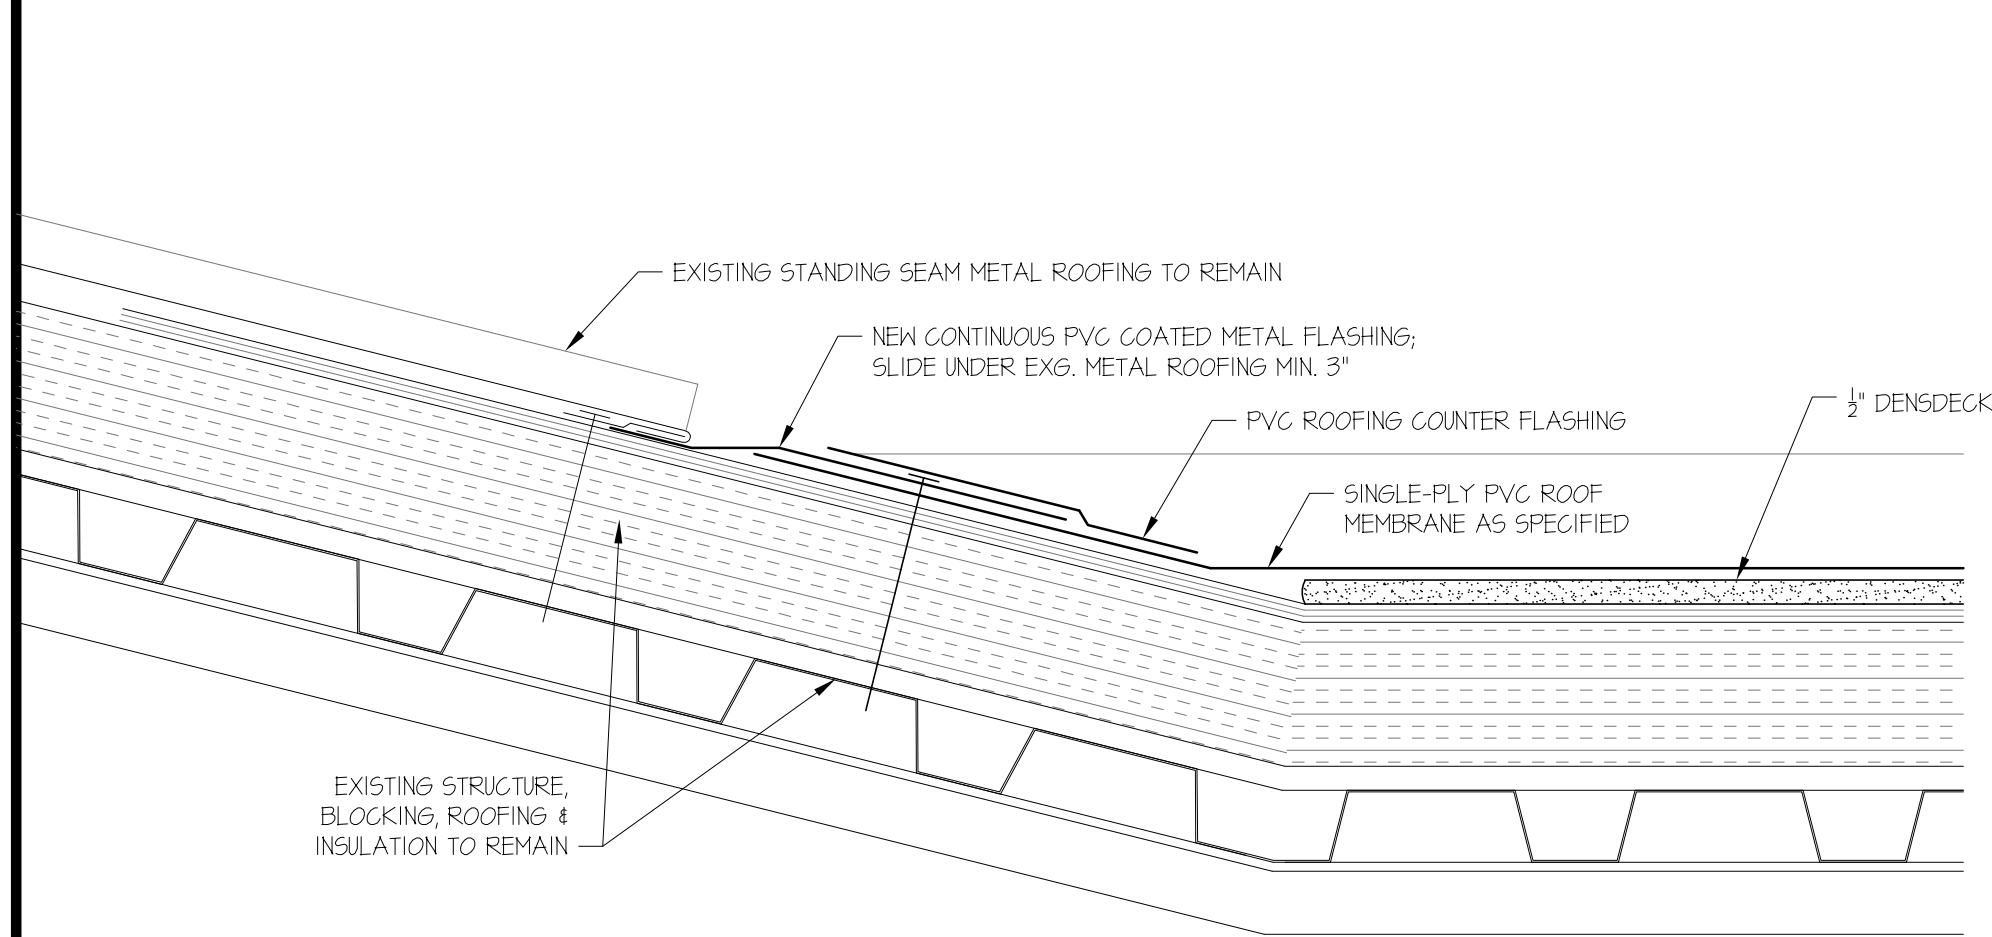 EXISTING STANDING SEAM METAL ROOFING TO REMAIN
NEW CONTINUOUS PVC COATED METAL FLASHING;
SLIDE UNDER EXG. METAL ROOFING MIN. 3"
½" DENSDECK
PVC ROOFING COUNTER FLASHING
SINGLE-PLY PVC ROOF
MEMBRANE AS SPECIFIED
EXISTING STRUCTURE,
BLOCKING, ROOFING &
INSULATION TO REMAIN